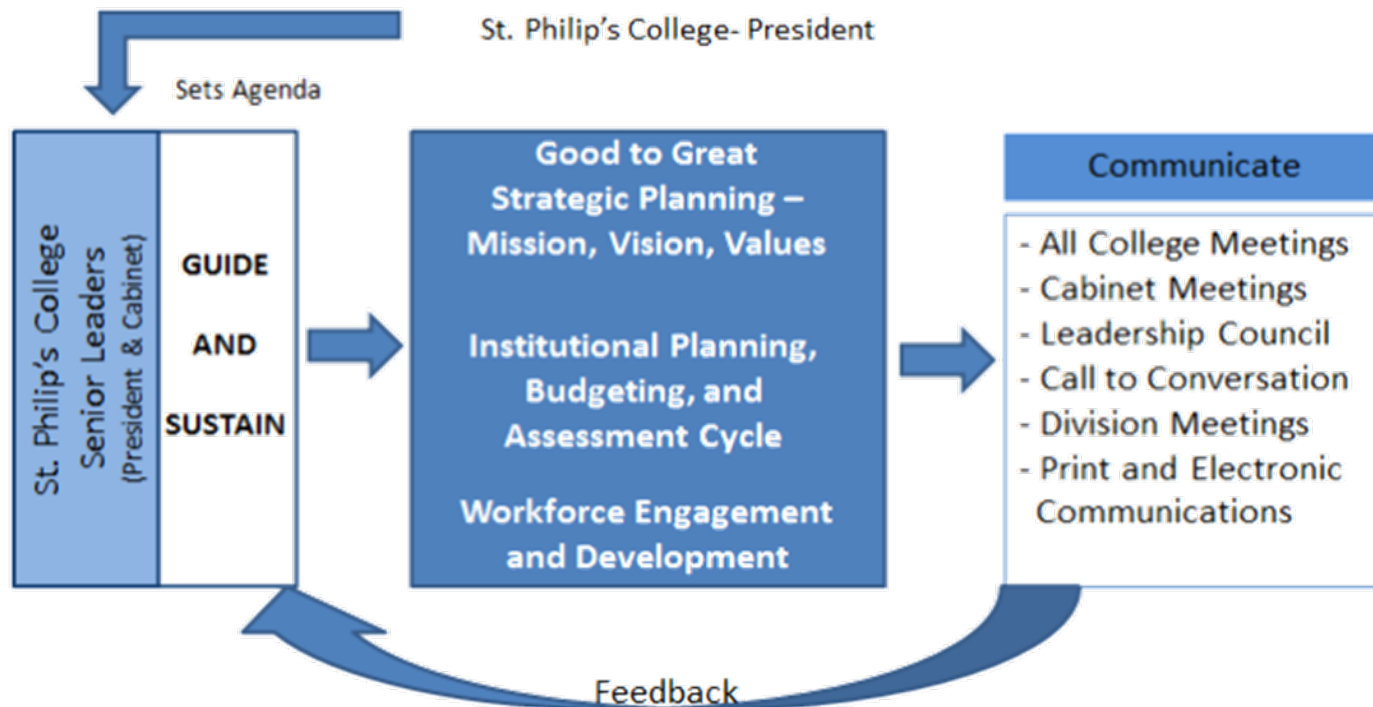 St. Philip's College- President
Sets Agenda
St. Philip's College
Senior Leaders
(President & Cabinet)
GUIDE
AND
SUSTAIN
Good to Great
Strategic Planning –
Mission, Vision, Values
Institutional Planning,
Budgeting, and
Assessment Cycle
Workforce Engagement
and Development
Communicate
- All College Meetings
- Cabinet Meetings
- Leadership Council
- Call to Conversation
- Division Meetings
- Print and Electronic
Communications
Feedback